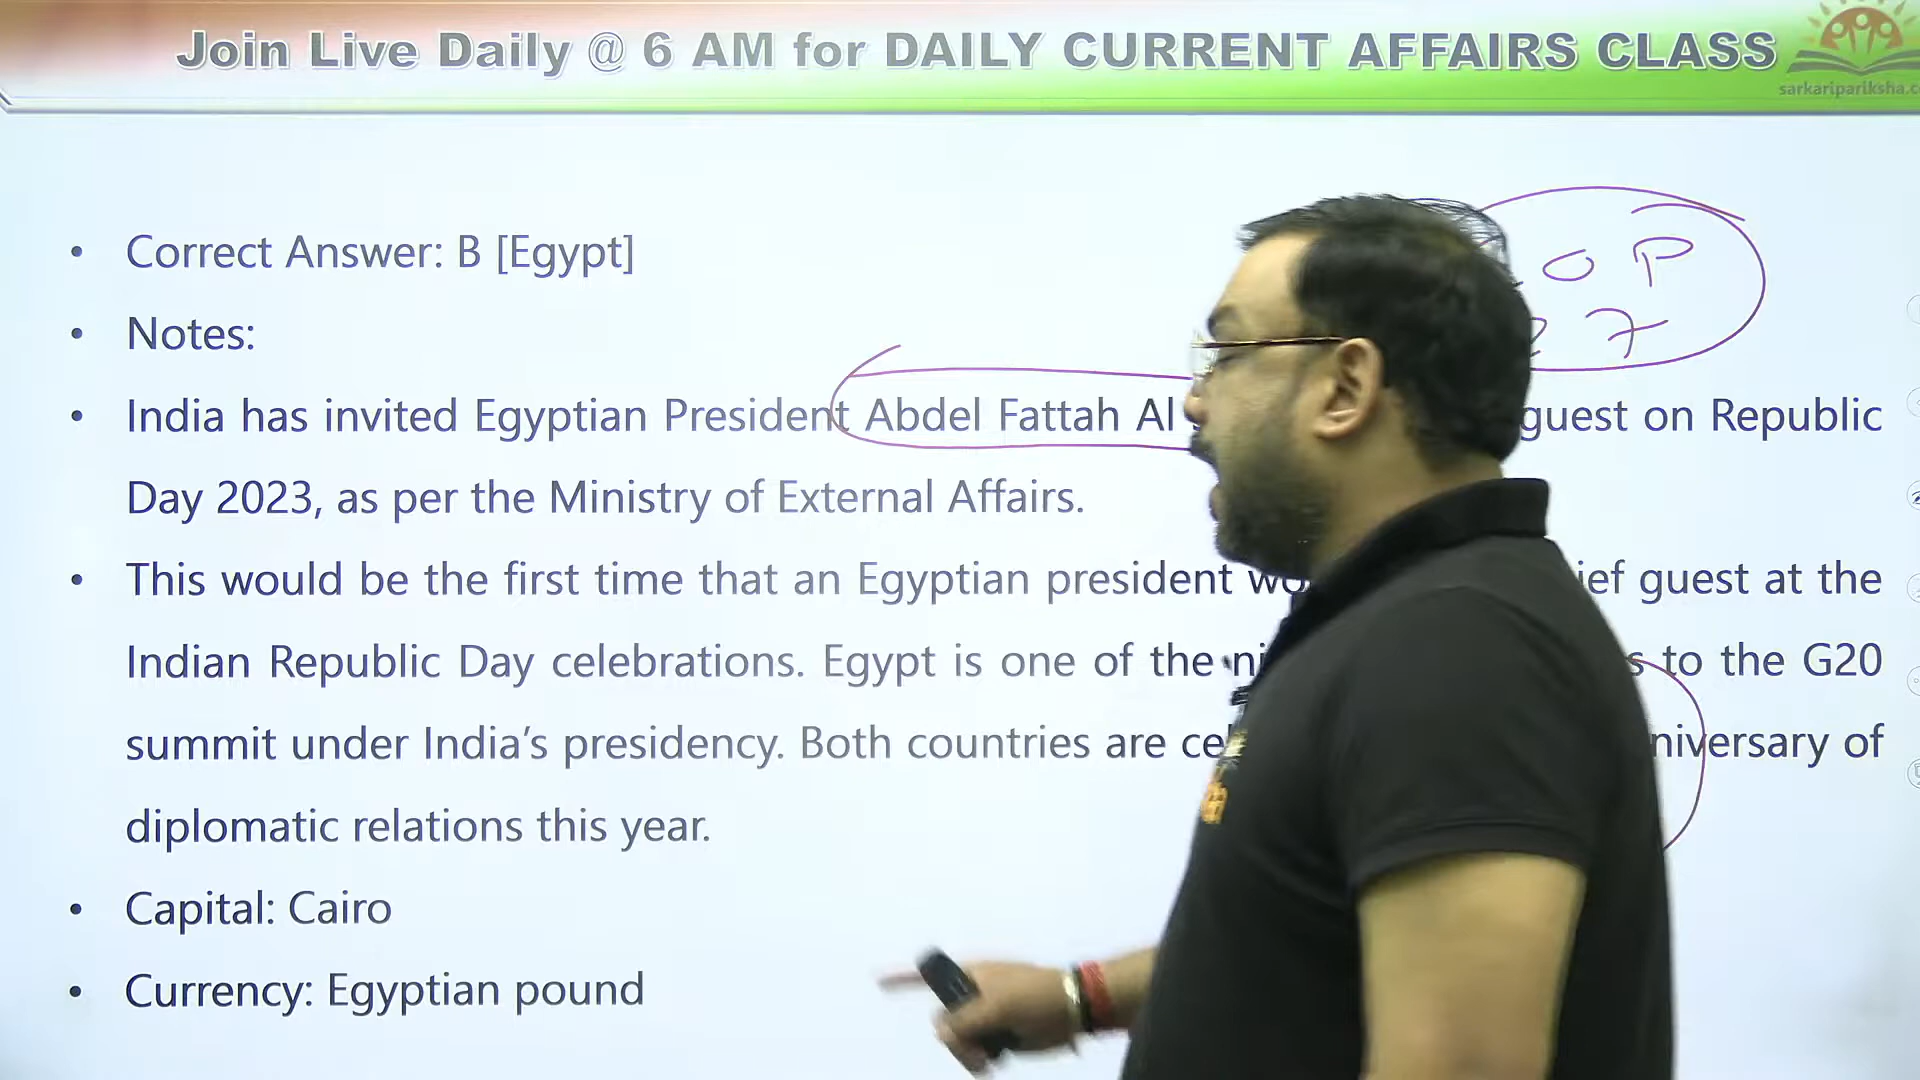 Join Live Daily @ 6 AM for DAILY CURRENT AFFAIRS CLASS
• Correct Answer: B [Egypt]
O P
• Notes:
7
• India has invited Egyptian President Abdel Fattah Al guest on Republic
Day 2023, as per the Ministry of External Affairs.
• This would be the first time that an Egyptian president guest at the
Indian Republic Day celebrations. Egypt is one of the to the G20
summit under India’s presidency. Both countries are of
diplomatic relations this year.
• Capital: Cairo
• Currency: Egyptian pound